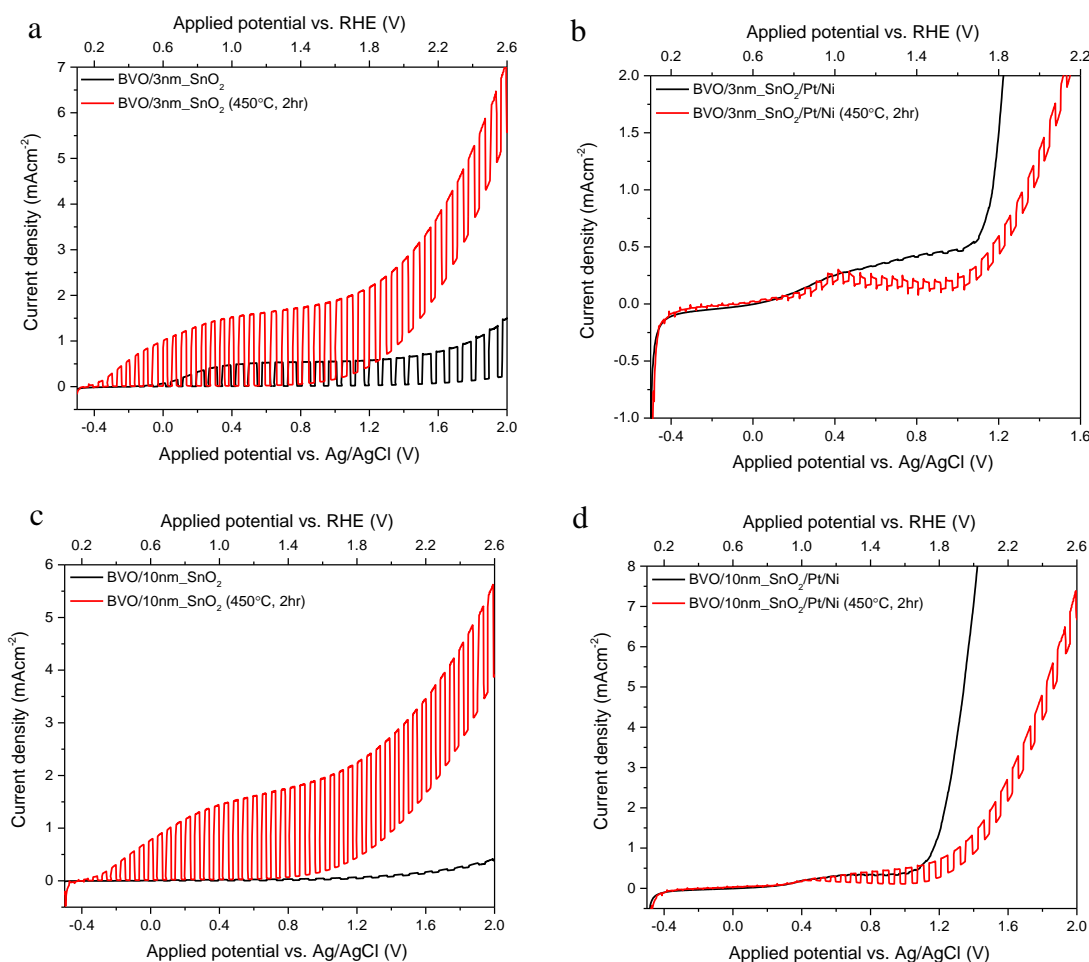 a
Applied potential vs. RHE (V)
0.2 0.6 1.0 1.4 1.8 2.2 2.6
7
6
5
4
3
2
1
0
Current density (mAcm⁻²)
BVO/3nm_SnO₂
BVO/3nm_SnO₂ (450°C, 2hr)
-0.4 0.0 0.4 0.8 1.2 1.6 2.0
Applied potential vs. Ag/AgCl (V)
b
Applied potential vs. RHE (V)
0.2 0.6 1.0 1.4 1.8 2.2
2.0
1.5
1.0
0.5
0.0
-0.5
-1.0
Current density (mAcm⁻²)
BVO/3nm_SnO₂/Pt/Ni
BVO/3nm_SnO₂/Pt/Ni (450°C, 2hr)
-0.4 0.0 0.4 0.8 1.2 1.6
Applied potential vs. Ag/AgCl (V)
c
Applied potential vs. RHE (V)
0.2 0.6 1.0 1.4 1.8 2.2 2.6
6
5
4
3
2
1
0
Current density (mAcm⁻²)
BVO/10nm_SnO₂
BVO/10nm_SnO₂ (450°C, 2hr)
-0.4 0.0 0.4 0.8 1.2 1.6 2.0
Applied potential vs. Ag/AgCl (V)
d
Applied potential vs. RHE (V)
0.2 0.6 1.0 1.4 1.8 2.2 2.6
8
7
6
5
4
3
2
1
0
Current density (mAcm⁻²)
BVO/10nm_SnO₂/Pt/Ni
BVO/10nm_SnO₂/Pt/Ni (450°C, 2hr)
-0.4 0.0 0.4 0.8 1.2 1.6 2.0
Applied potential vs. Ag/AgCl (V)